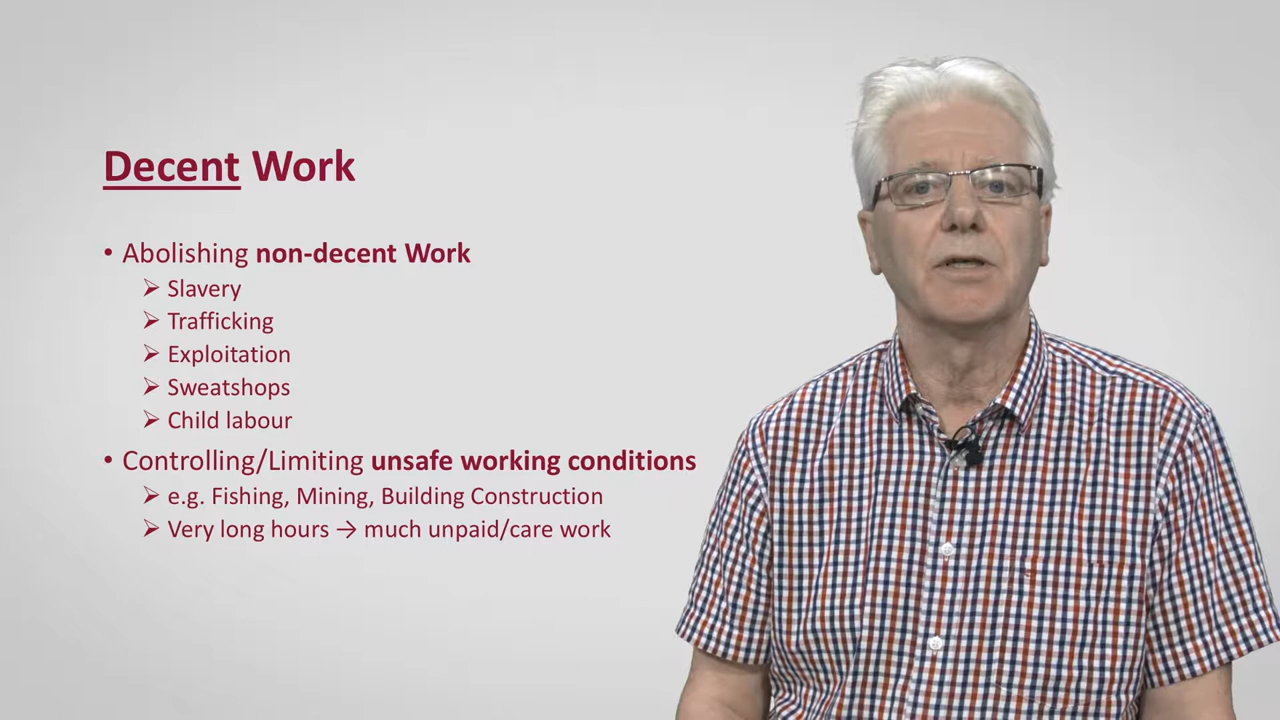 Decent Work
• Abolishing non-decent Work
➢ Slavery
➢ Trafficking
➢ Exploitation
➢ Sweatshops
➢ Child labour
• Controlling/Limiting unsafe working conditions
➢ e.g. Fishing, Mining, Building Construction
➢ Very long hours → much unpaid/care work